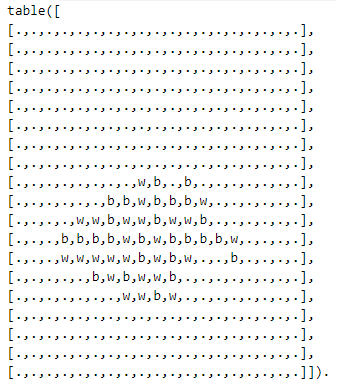 table([
[.,.,.,.,.,.,.,.,.,.,.,.,.,.,.,.,.,.,.],
[.,.,.,.,.,.,.,.,.,.,.,.,.,.,.,.,.,.,.],
[.,.,.,.,.,.,.,.,.,.,.,.,.,.,.,.,.,.,.],
[.,.,.,.,.,.,.,.,.,.,.,.,.,.,.,.,.,.,.],
[.,.,.,.,.,.,.,.,.,.,.,.,.,.,.,.,.,.,.],
[.,.,.,.,.,.,.,.,.,.,.,.,.,.,.,.,.,.,.],
[.,.,.,.,.,.,.,.,.,.,.,.,.,.,.,.,.,.,.],
[.,.,.,.,.,.,.,.,.,.,.,.,.,.,.,.,.,.,.],
[.,.,.,.,.,.,.,.,w,b,.,b,.,.,.,.,.,.,.],
[.,.,.,.,.,.,b,b,w,b,b,b,w,.,.,.,.,.,.],
[.,.,.,.,w,w,b,w,w,b,w,w,b,.,.,.,.,.,.],
[.,.,.,b,b,b,b,w,b,w,b,b,b,b,w,.,.,.,.],
[.,.,.,w,w,w,w,w,b,w,b,w,.,.,b,.,.,.,.],
[.,.,.,.,.,b,w,b,w,w,b,.,.,.,.,.,.,.,.],
[.,.,.,.,.,.,.,w,w,b,w,.,.,.,.,.,.,.,.],
[.,.,.,.,.,.,.,.,.,.,.,.,.,.,.,.,.,.,.],
[.,.,.,.,.,.,.,.,.,.,.,.,.,.,.,.,.,.,.],
[.,.,.,.,.,.,.,.,.,.,.,.,.,.,.,.,.,.,.],
[.,.,.,.,.,.,.,.,.,.,.,.,.,.,.,.,.,.,.]]).